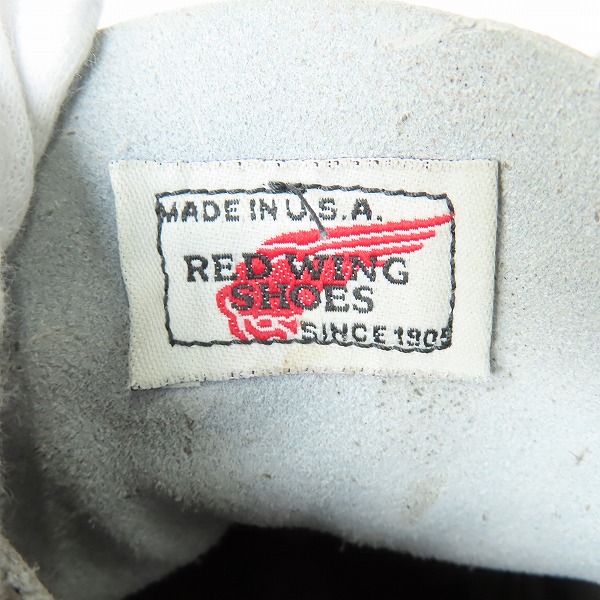 MADE IN U.S.A.
RED WING
SHOES
SINCE 1905